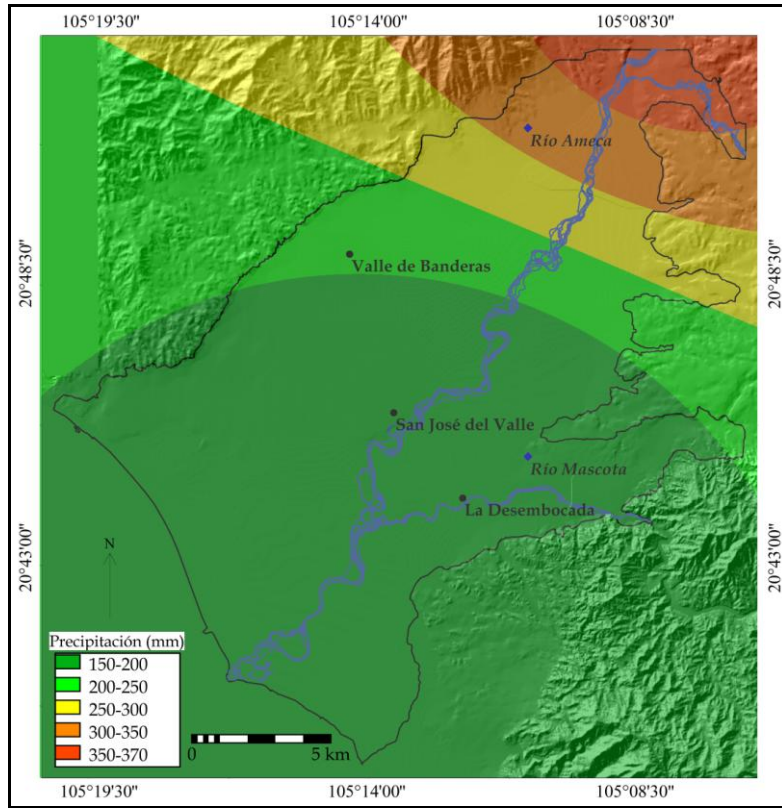 105°19'30" 105°14'00" 105°08'30"
Río Ameca
20°48'30" 20°48'30"
Valle de Banderas
San José del Valle
Río Mascota
La Desembocada
20°43'00" 20°43'00"
N
Precipitación (mm)
150-200
200-250
250-300
300-350
350-370
0 5 km
105°19'30" 105°14'00" 105°08'30"